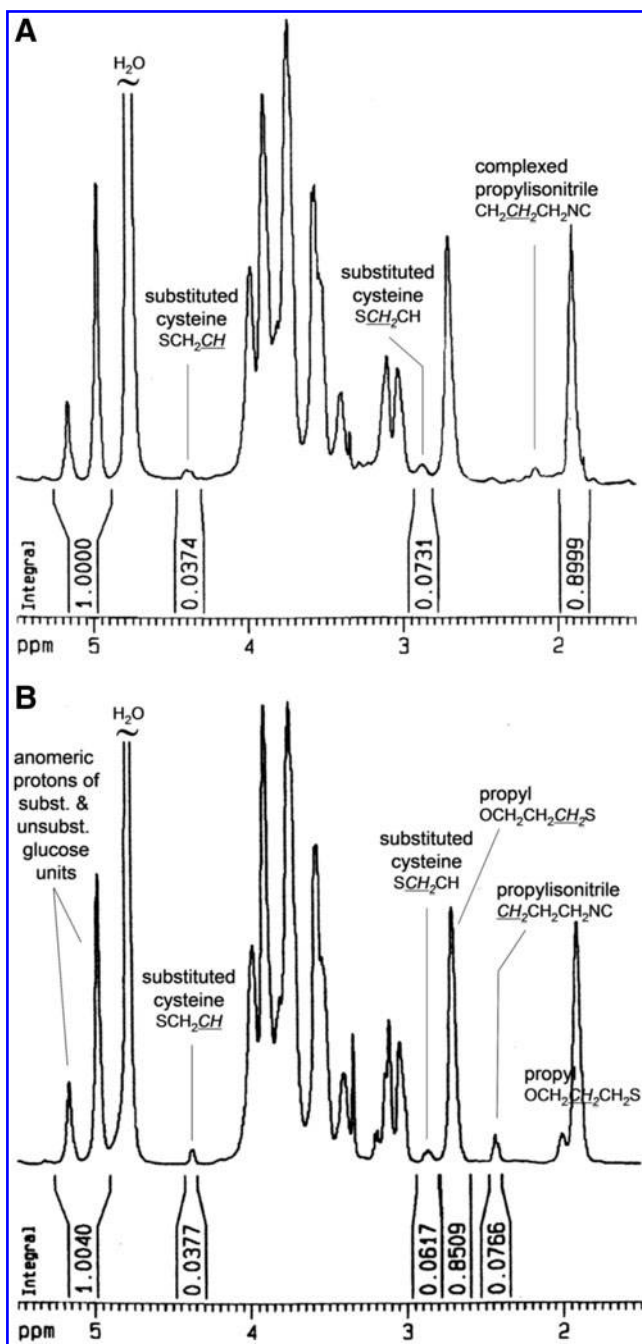 A
H₂O
complexed
propylisonitrile
CH₂CH₂CH₂NC
substituted
cysteine
SCH₂CH
substituted
cysteine
SCH₂CH
Integral
1.0000
0.0374
0.0731
0.8999
ppm
5
4
3
2
B
H₂O
anomeric
protons of
subst. &
unsubst.
glucose
units
propyl
OCH₂CH₂CH₂S
substituted
cysteine
SCH₂CH
propylisonitrile
CH₂CH₂CH₂NC
substituted
cysteine
SCH₂CH
propyl
OCH₂CH₂CH₂S
Integral
1.0040
0.0377
0.0617
0.8509
0.0766
ppm
5
4
3
2